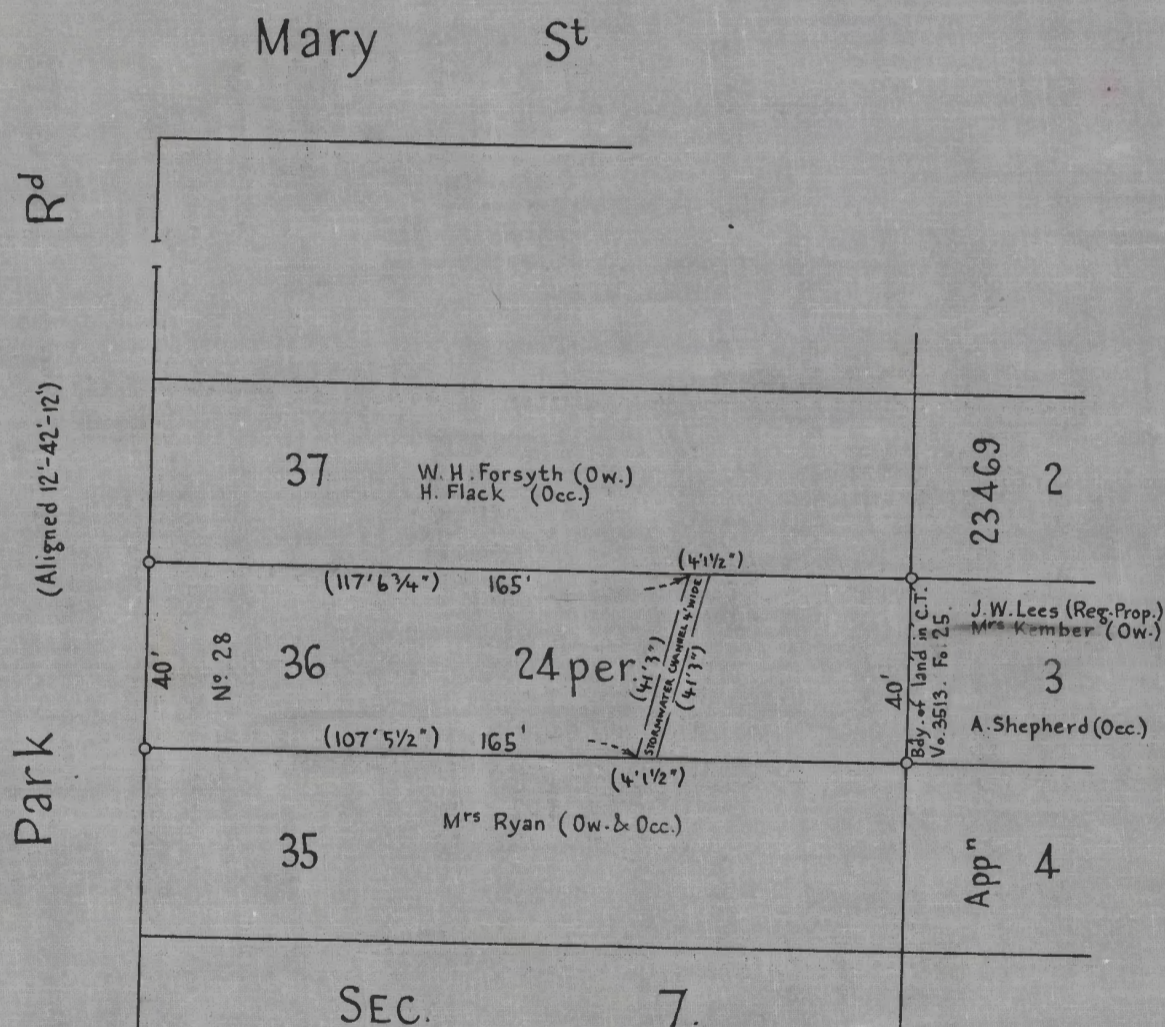 Mary St
Park Rd
(Aligned 12'-42'-12')
37
W. H. Forsyth (Ow.)
H. Flack (Occ.)
23469
2
(4'1½")
(117'6¾") 165'
40'
No. 28
36
24 per.
(41'3")
STORMWATER CHANNEL 4' WIDE
(41'3")
40'
Bdy. of land in C.T.
Vo. 3513. Fo. 25.
J. W. Lees (Reg. Prop.)
Mrs Kember (Ow.)
3
A. Shepherd (Occ.)
(107'5½") 165'
(4'1½")
Mrs Ryan (Ow. & Occ.)
35
Appn
4
SEC. 7.